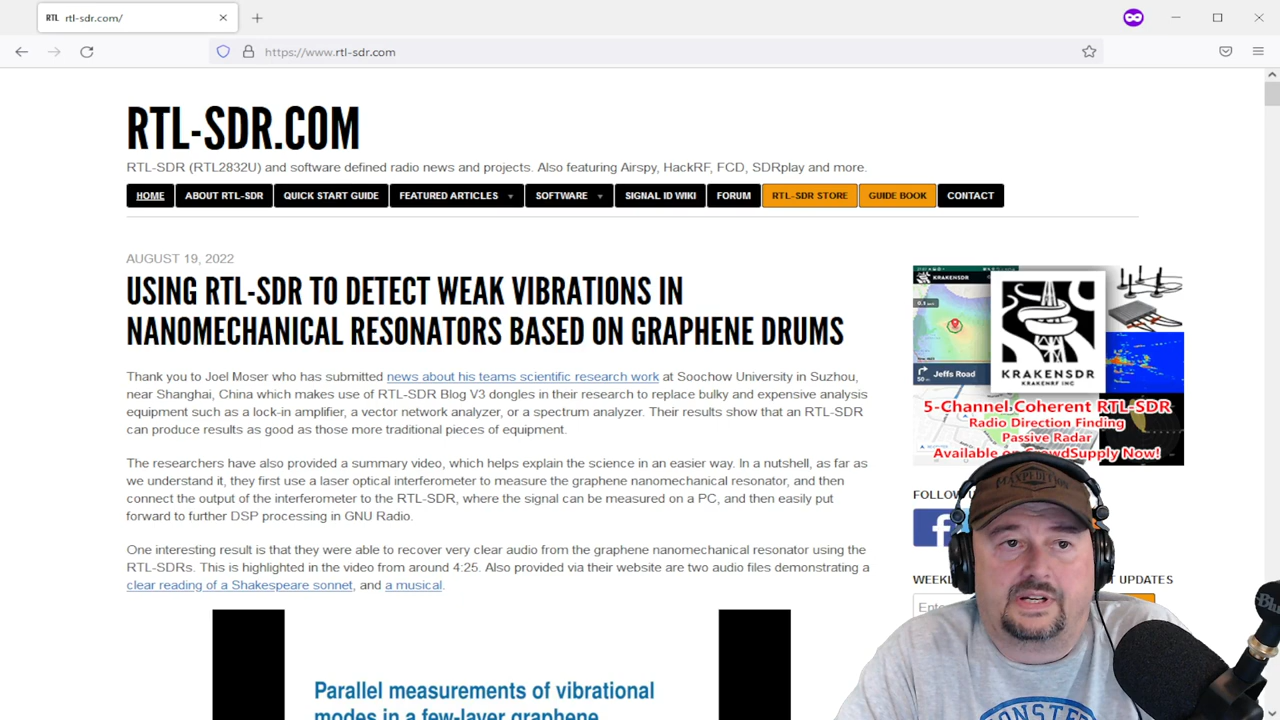 RTL rtl-sdr.com/
https://www.rtl-sdr.com
RTL-SDR.COM
RTL-SDR (RTL2832U) and software defined radio news and projects. Also featuring Airspy, HackRF, FCD, SDRplay and more.
HOME ABOUT RTL-SDR QUICK START GUIDE FEATURED ARTICLES SOFTWARE SIGNAL ID WIKI FORUM RTL-SDR STORE GUIDE BOOK CONTACT
AUGUST 19, 2022
USING RTL-SDR TO DETECT WEAK VIBRATIONS IN
NANOMECHANICAL RESONATORS BASED ON GRAPHENE DRUMS
Thank you to Joel Moser who has submitted news about his teams scientific research work at Soochow University in Suzhou,
near Shanghai, China which makes use of RTL-SDR Blog V3 dongles in their research to replace bulky and expensive analysis
equipment such as a lock-in amplifier, a vector network analyzer, or a spectrum analyzer. Their results show that an RTL-SDR
can produce results as good as those more traditional pieces of equipment.
The researchers have also provided a summary video, which helps explain the science in an easier way. In a nutshell, as far as
we understand it, they first use a laser optical interferometer to measure the graphene nanomechanical resonator, and then
connect the output of the interferometer to the RTL-SDR, where the signal can be measured on a PC, and then easily put
forward to further DSP processing in GNU Radio.
One interesting result is that they were able to recover very clear audio from the graphene nanomechanical resonator using the
RTL-SDRs. This is highlighted in the video from around 4:25. Also provided via their website are two audio files demonstrating a
clear reading of a Shakespeare sonnet, and a musical.
Parallel measurements of vibrational
modes in a few-layer graphene
KRAKENSDR
Jeffs Road
KRAKENSDR
KRAKENRF INC
5-Channel Coherent RTL-SDR
Radio Direction Finding
Passive Radar
Available on CrowdSupply Now!
FOLLOW
WEEKL
UPDATES
Ente
MAXPEDITION
Blu
MONSTE